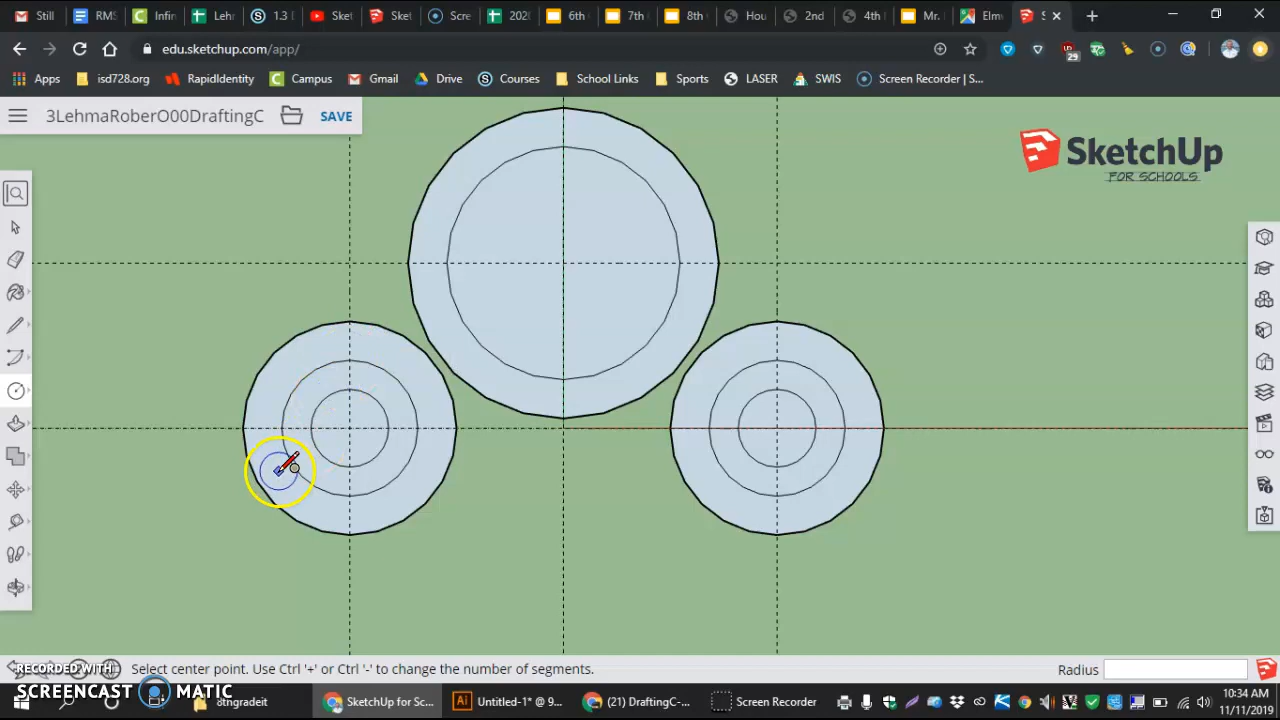 Still
RMS
Infin
Lehr
1.3 [
Sket
Sket
Scre
202(
6th
7th
8th
Hou
2nd
4th
Mr.
Elm
S
edu.sketchup.com/app/
29
Apps
isd728.org
RapidIdentity
Campus
Gmail
Drive
Courses
School Links
Sports
LASER
SWIS
Screen Recorder | S...
3LehmaRoberO00DraftingC
SAVE
SketchUp
FOR SCHOOLS
Select center point. Use Ctrl '+' or Ctrl '-' to change the number of segments.
Radius
RECORDED WITH
SCREENCAST MATIC
otngradeit
SketchUp for Sc...
Untitled-1* @ 9...
(21) DraftingC-...
Screen Recorder
10:34 AM
11/11/2019